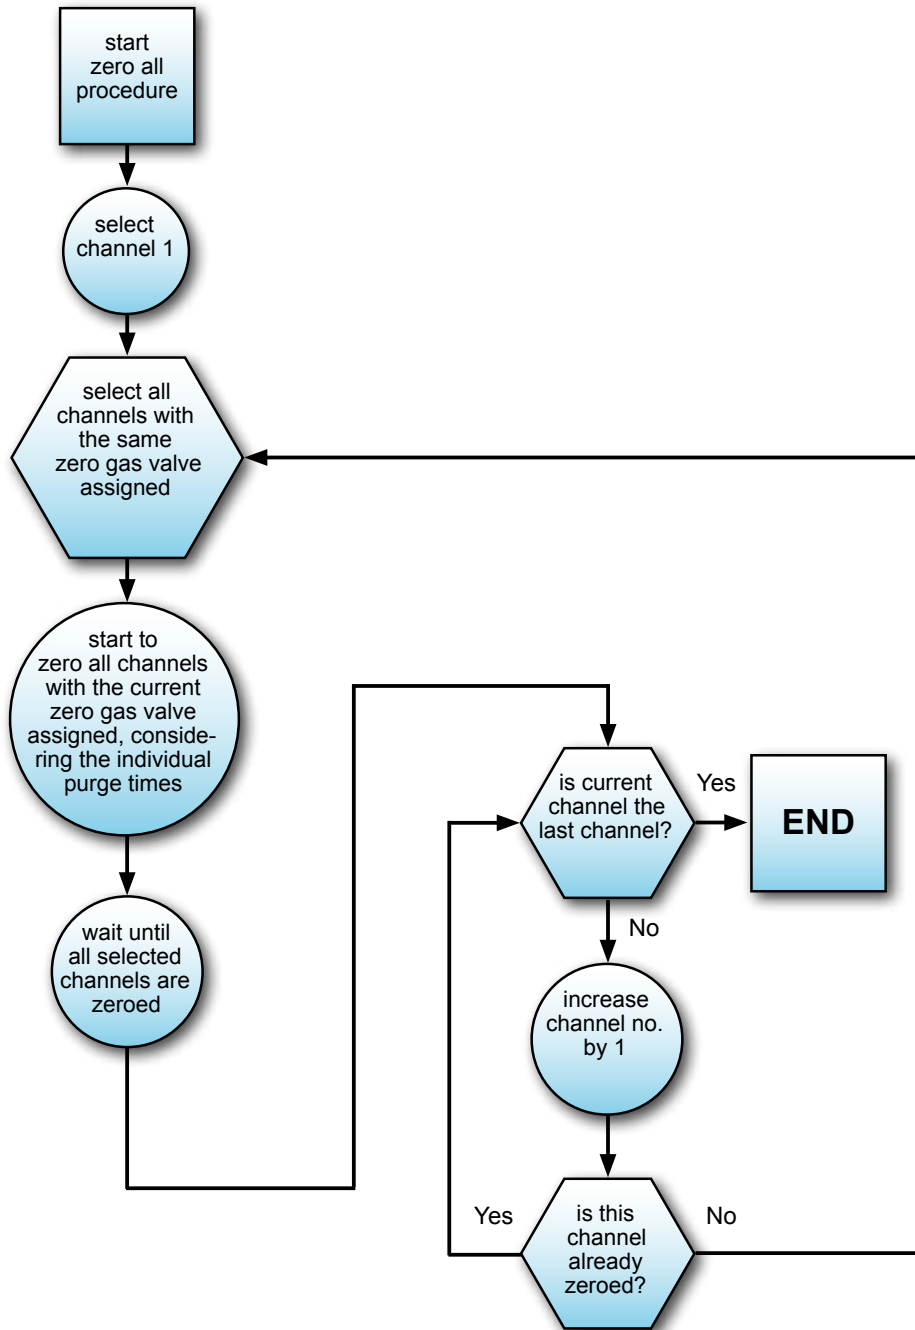 start
zero all
procedure
select
channel 1
select all
channels with
the same
zero gas valve
assigned
start to
zero all channels
with the current
zero gas valve
assigned, conside-
ring the individual
purge times
wait until
all selected
channels are
zeroed
is current
channel the
last channel?
Yes
END
No
increase
channel no.
by 1
Yes
is this
channel
already
zeroed?
No